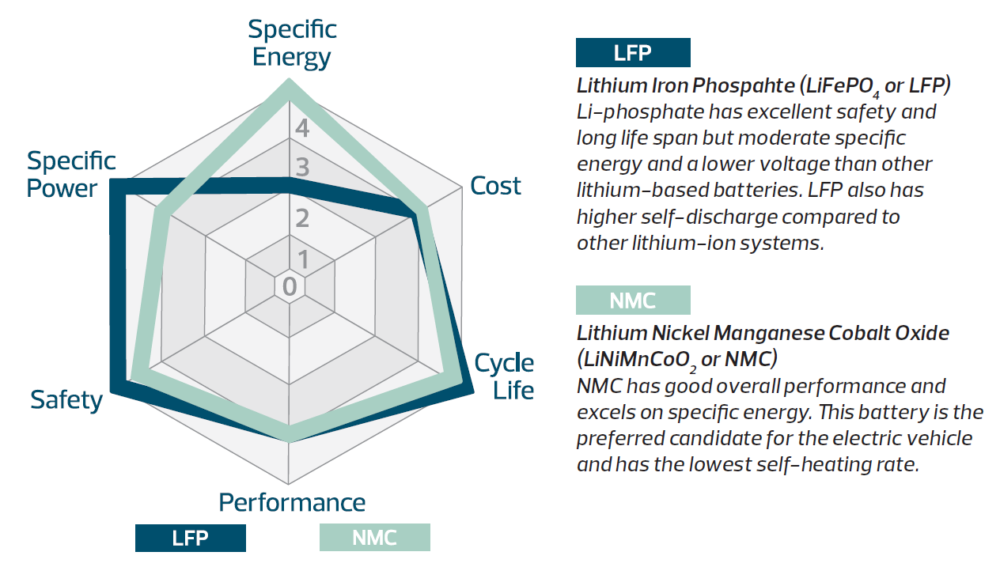 Specific
Energy
4
3
2
1
0
Specific
Power
Cost
Safety
Cycle
Life
Performance
LFP
NMC
LFP
Lithium Iron Phospahte (LiFePO₄ or LFP)
Li-phosphate has excellent safety and
long life span but moderate specific
energy and a lower voltage than other
lithium-based batteries. LFP also has
higher self-discharge compared to
other lithium-ion systems.
NMC
Lithium Nickel Manganese Cobalt Oxide
(LiNiMnCoO₂ or NMC)
NMC has good overall performance and
excels on specific energy. This battery is the
preferred candidate for the electric vehicle
and has the lowest self-heating rate.